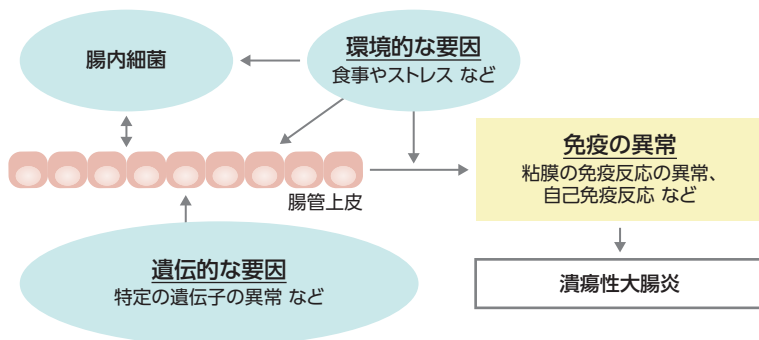 腸内細菌
環境的な要因
食事やストレス など
免疫の異常
粘膜の免疫反応の異常、
自己免疫反応 など
腸管上皮
遺伝的な要因
特定の遺伝子の異常 など
潰瘍性大腸炎